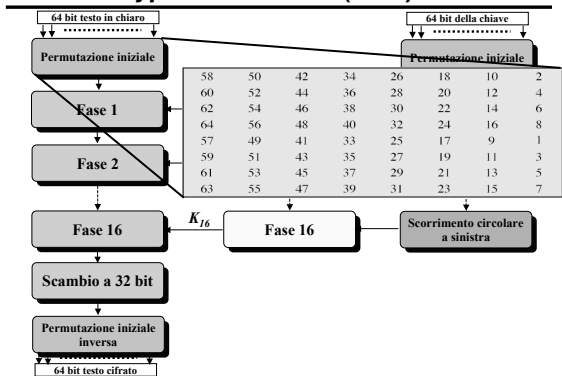 64 bit testo in chiaro
64 bit della chiave
Permutazione iniziale
Permutazione iniziale
58 50 42 34 26 18 10 2
60 52 44 36 28 20 12 4
62 54 46 38 30 22 14 6
64 56 48 40 32 24 16 8
57 49 41 33 25 17 9 1
59 51 43 35 27 19 11 3
61 53 45 37 29 21 13 5
63 55 47 39 31 23 15 7
Fase 1
Fase 2
Fase 16
K16
Fase 16
Scorrimento circolare
a sinistra
Scambio a 32 bit
Permutazione iniziale
inversa
64 bit testo cifrato